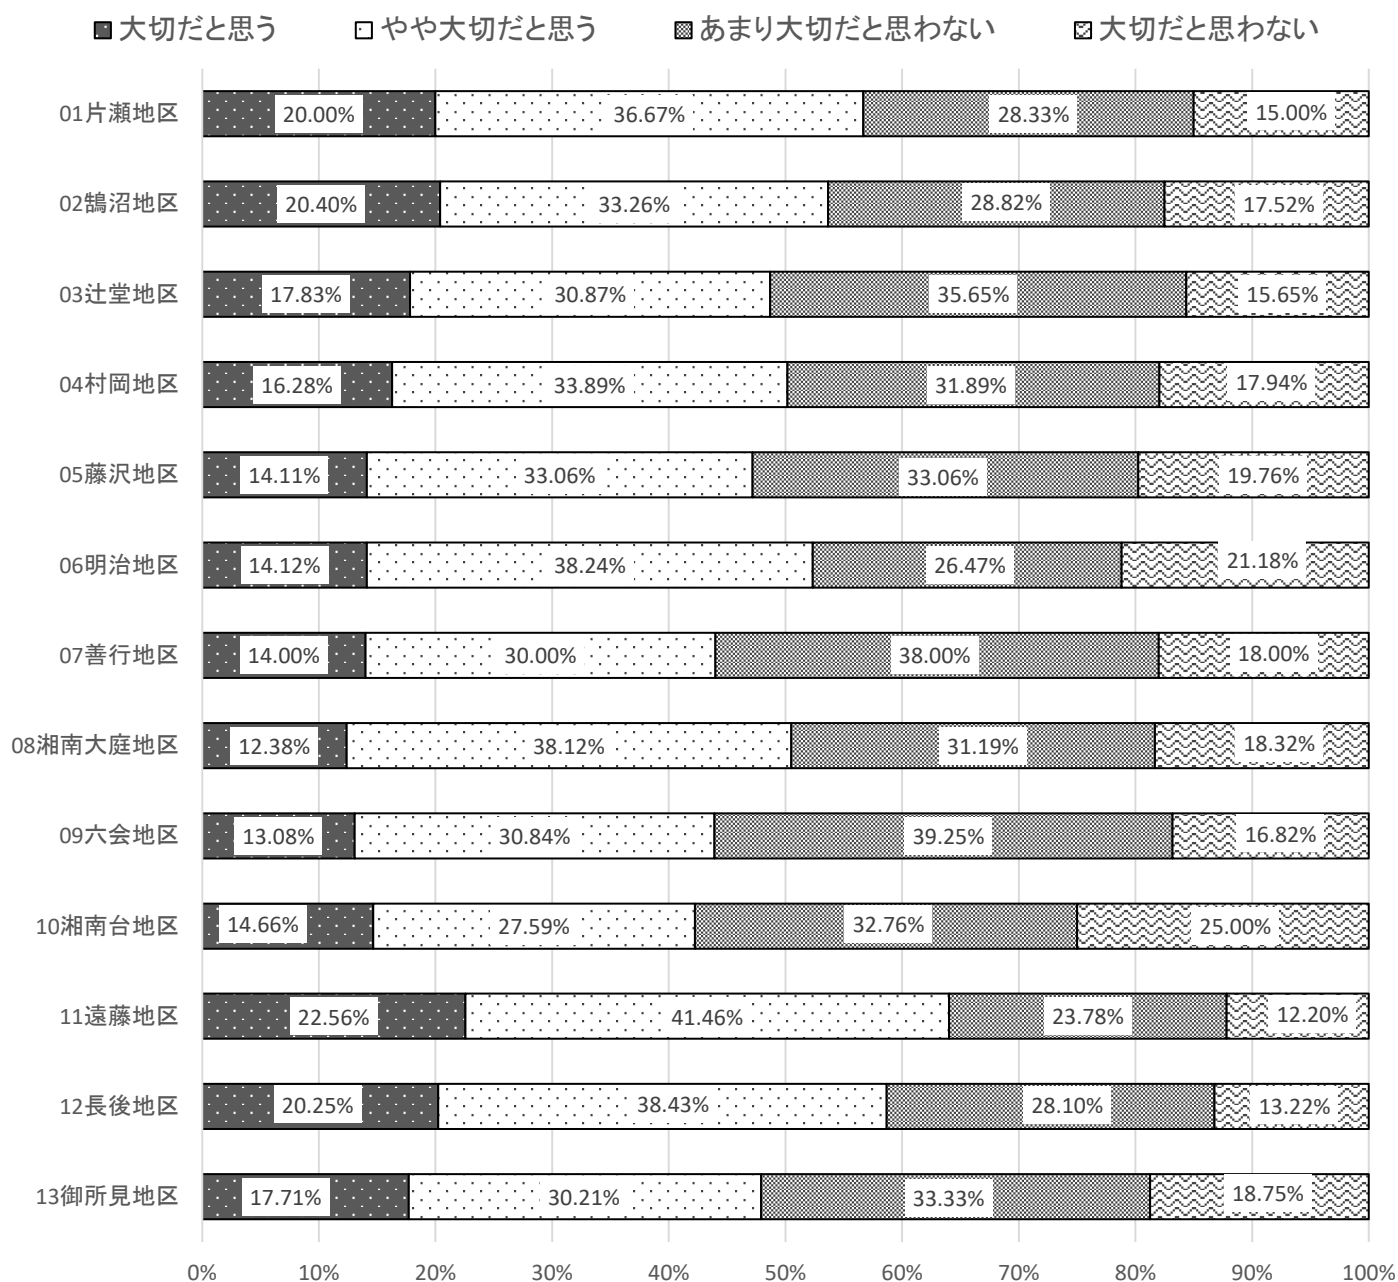 大切だと思う やや大切だと思う あまり大切だと思わない 大切だと思わない
01片瀬地区 20.00% 36.67% 28.33% 15.00%
02鵠沼地区 20.40% 33.26% 28.82% 17.52%
03辻堂地区 17.83% 30.87% 35.65% 15.65%
04村岡地区 16.28% 33.89% 31.89% 17.94%
05藤沢地区 14.11% 33.06% 33.06% 19.76%
06明治地区 14.12% 38.24% 26.47% 21.18%
07善行地区 14.00% 30.00% 38.00% 18.00%
08湘南大庭地区 12.38% 38.12% 31.19% 18.32%
09六会地区 13.08% 30.84% 39.25% 16.82%
10湘南台地区 14.66% 27.59% 32.76% 25.00%
11遠藤地区 22.56% 41.46% 23.78% 12.20%
12長後地区 20.25% 38.43% 28.10% 13.22%
13御所見地区 17.71% 30.21% 33.33% 18.75%
0% 10% 20% 30% 40% 50% 60% 70% 80% 90% 100%